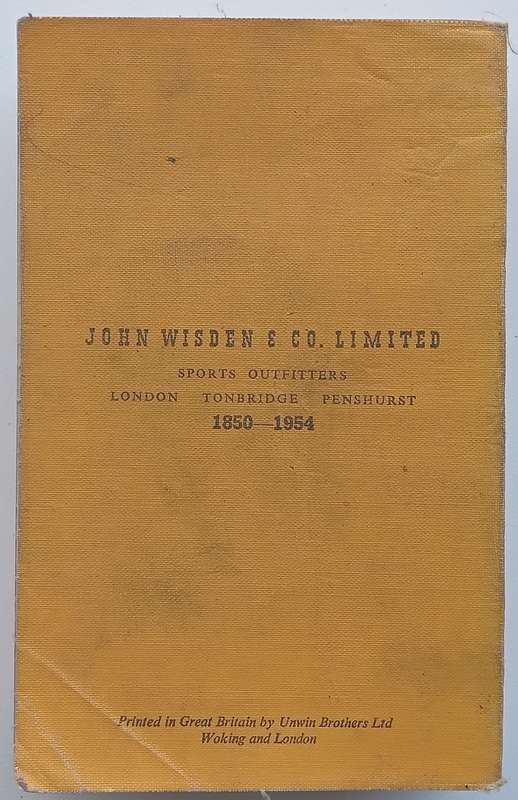 JOHN WISDEN & CO. LIMITED
SPORTS OUTFITTERS
LONDON TONBRIDGE PENSHURST
1850—1954
Printed in Great Britain by Unwin Brothers Ltd
Woking and London